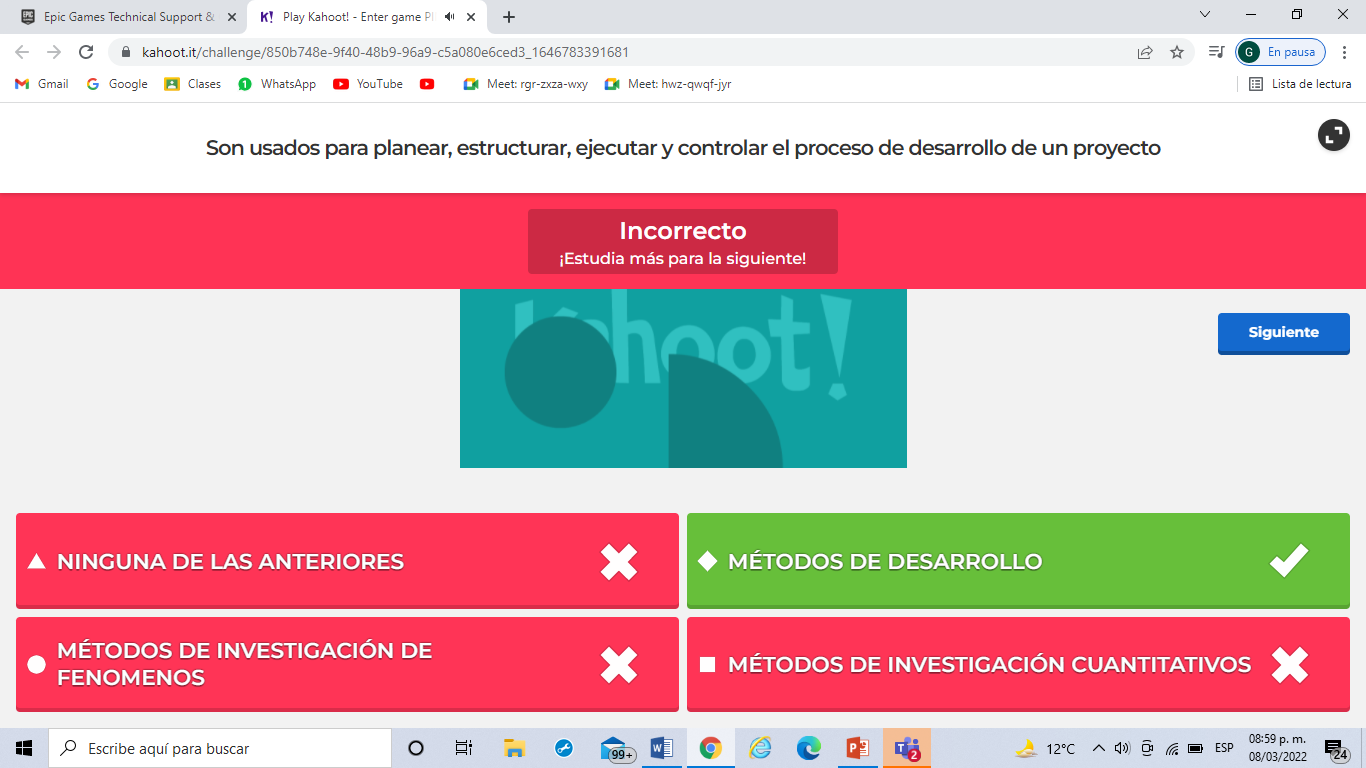 Epic Games Technical Support &
K! Play Kahoot! - Enter game PI
kahoot.it/challenge/850b748e-9f40-48b9-96a9-c5a080e6ced3_1646783391681
G En pausa
Gmail Google Clases 1 WhatsApp YouTube Meet: rgr-zxza-wxy Meet: hwz-qwqf-jyr Lista de lectura
Son usados para planear, estructurar, ejecutar y controlar el proceso de desarrollo de un proyecto
Incorrecto
¡Estudia más para la siguiente!
Kahoot!
Siguiente
NINGUNA DE LAS ANTERIORES
MÉTODOS DE DESARROLLO
MÉTODOS DE INVESTIGACIÓN DE
FENOMENOS
MÉTODOS DE INVESTIGACIÓN CUANTITATIVOS
Escribe aquí para buscar
99+
2
12°C
ESP
08:59 p. m.
08/03/2022
24